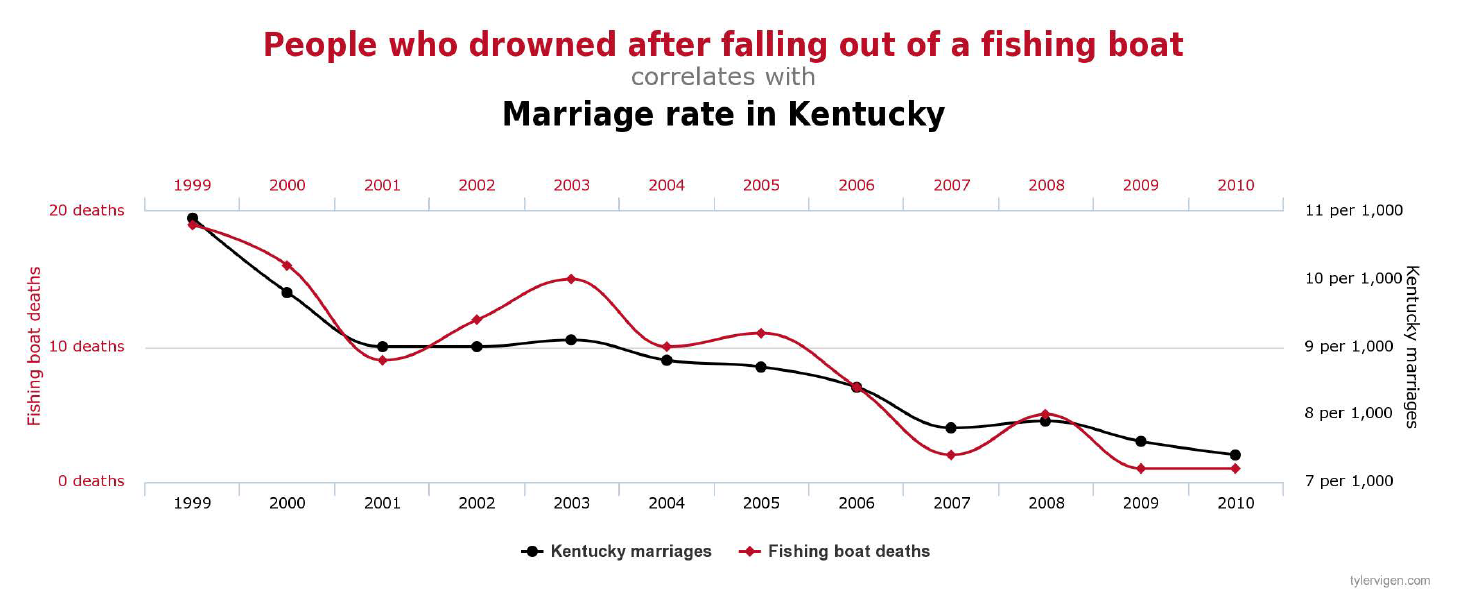 People who drowned after falling out of a fishing boat
correlates with
Marriage rate in Kentucky
1999 2000 2001 2002 2003 2004 2005 2006 2007 2008 2009 2010
20 deaths
11 per 1,000
10 per 1,000
10 deaths
9 per 1,000
8 per 1,000
0 deaths
7 per 1,000
Fishing boat deaths
Kentucky marriages
1999 2000 2001 2002 2003 2004 2005 2006 2007 2008 2009 2010
Kentucky marriages Fishing boat deaths
tylervigen.com